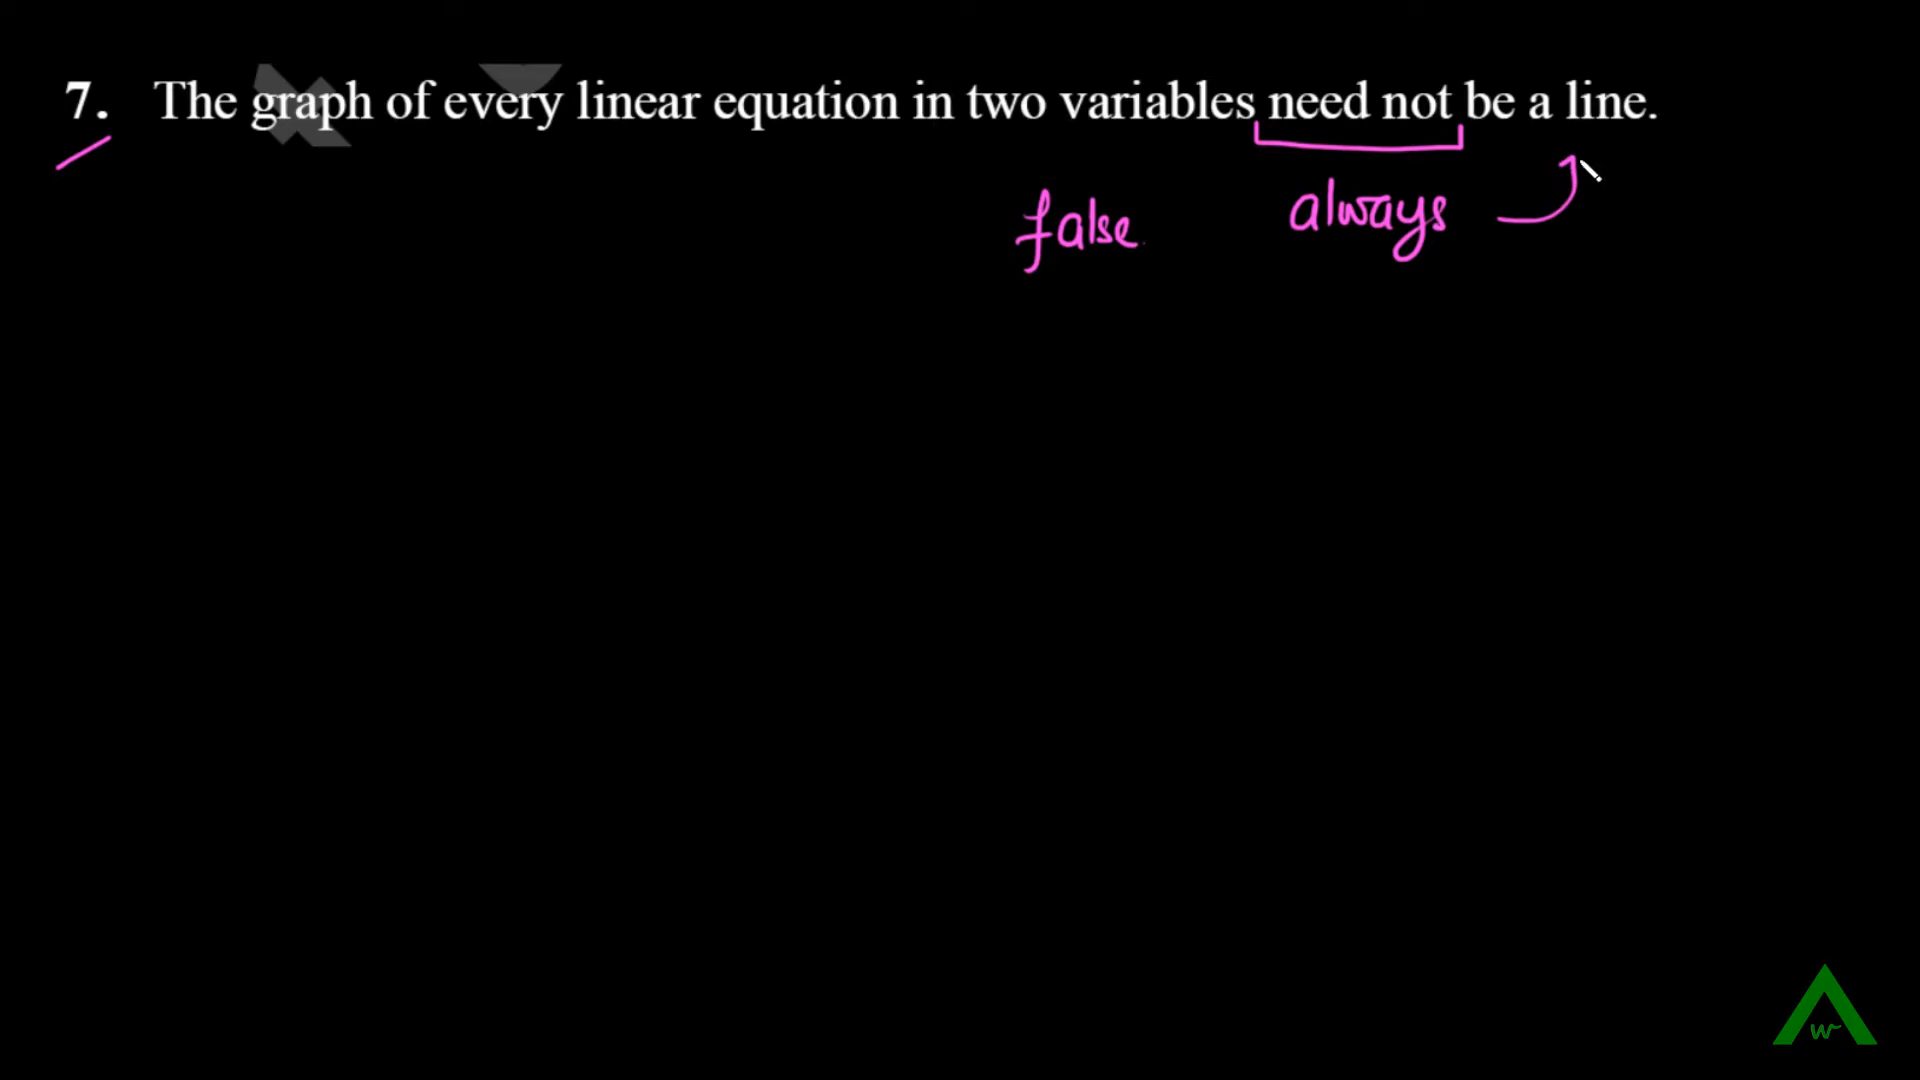 7. The graph of every linear equation in two variables need not be a line.
false. always
w